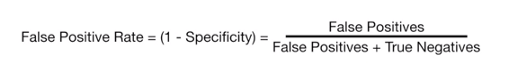 False Positive Rate = (1 - Specificity) = False Positives
False Positives + True Negatives